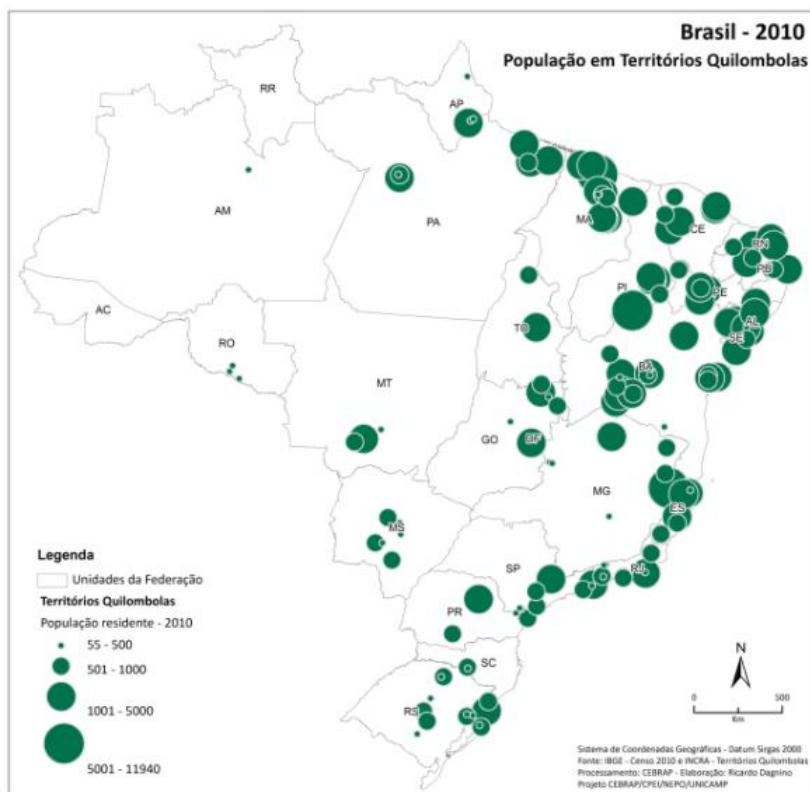 Brasil - 2010
População em Territórios Quilombolas
RR
AP
AM
PA
MA
CE
RN
PB
PI
PE
AC
TO
AL
SE
RO
BA
MT
GO
DF
MG
ES
MS
SP
RJ
PR
SC
RS
Legenda
Unidades da Federação
Territórios Quilombolas
População residente - 2010
55 - 500
501 - 1000
1001 - 5000
5001 - 11940
N
0 500
Km
Sistema de Coordenadas Geográficas - Datum Sirgas 2000
Fonte: IBGE - Censo 2010 e INCRA - Territórios Quilombolas
Processamento: CEBRAP - Elaboração: Ricardo Dagnino
Projeto CEBRAP/CPEI/NEPO/UNICAMP